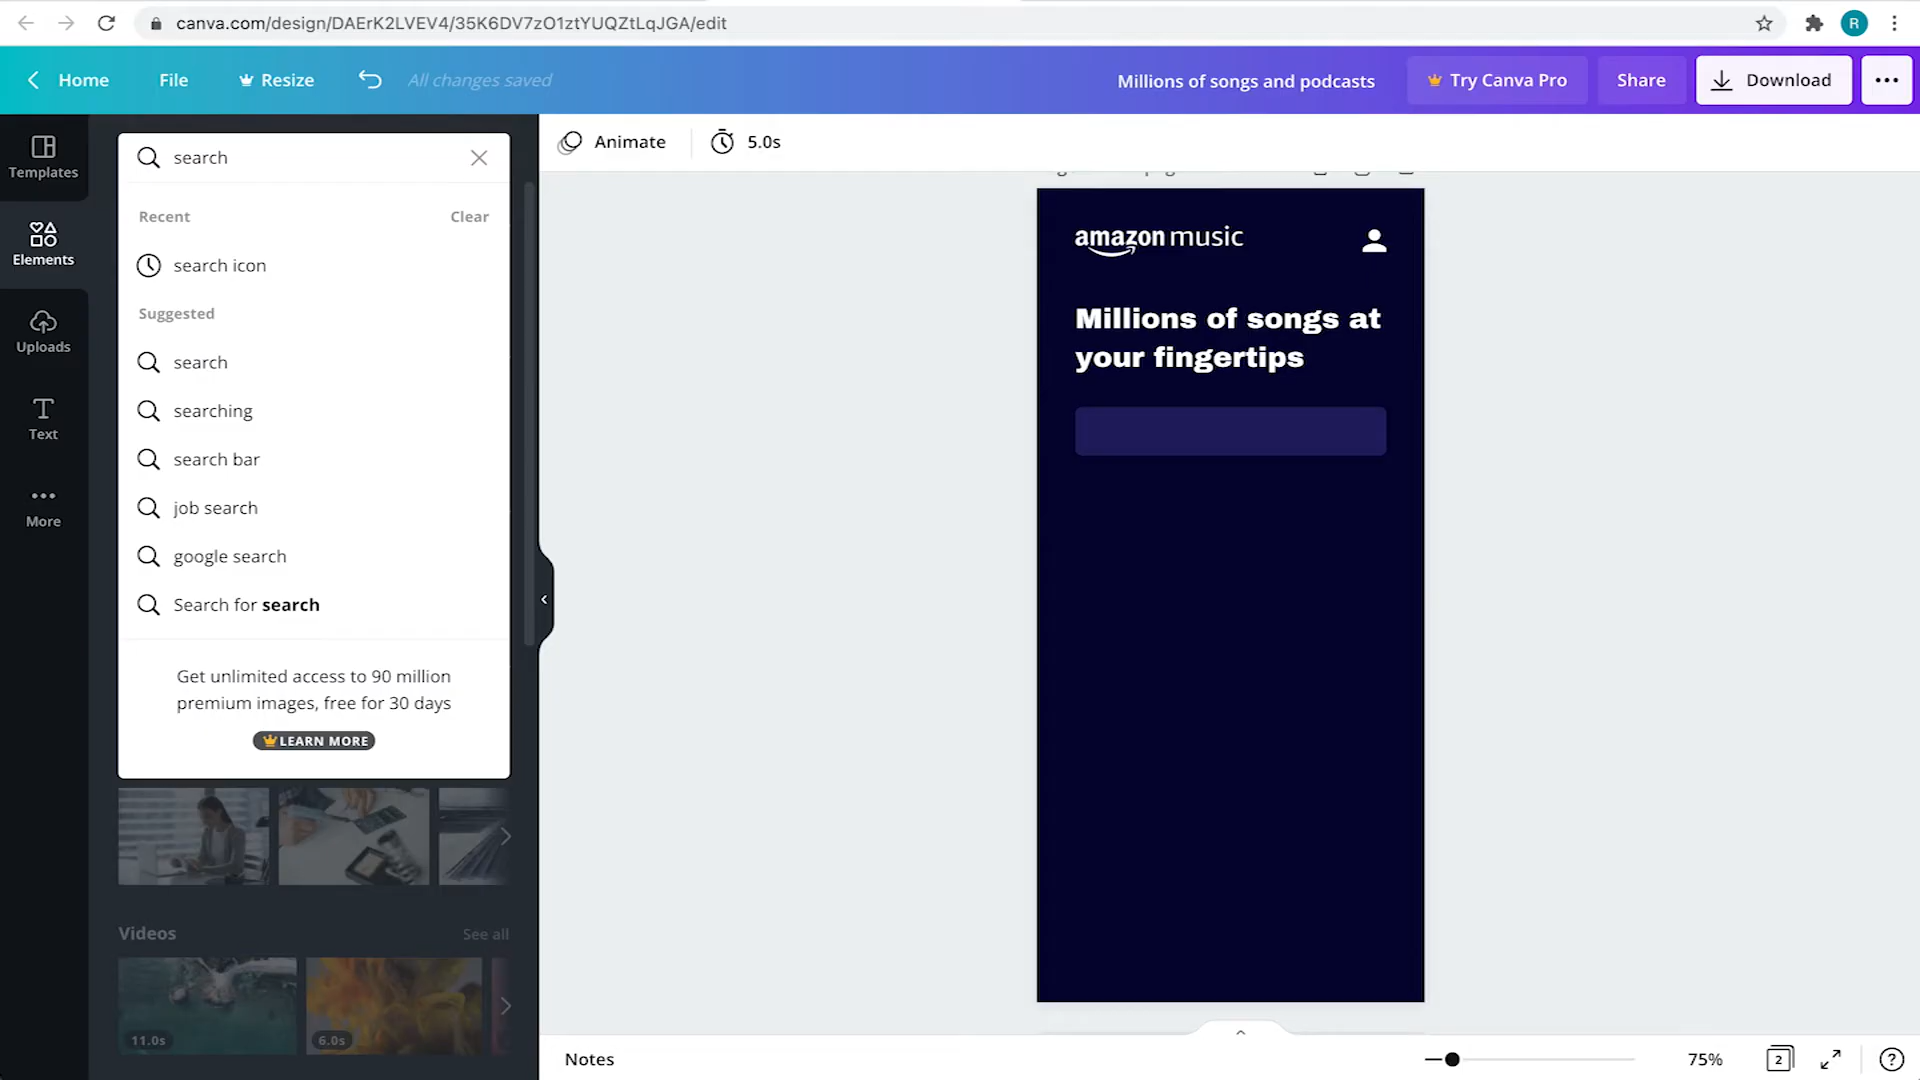 canva.com/design/DAErK2LVEV4/35K6DV7zO1ztYUQZtLqJGA/edit
R
Home
File
Resize
All changes saved
Millions of songs and podcasts
Try Canva Pro
Share
Download
Templates
Elements
Uploads
Text
More
search
Recent
Clear
search icon
Suggested
search
searching
search bar
job search
google search
Search for search
Get unlimited access to 90 million
premium images, free for 30 days
LEARN MORE
Videos
See all
11.0s
6.0s
Animate
5.0s
amazon music
Millions of songs at
your fingertips
Notes
75%
2
?